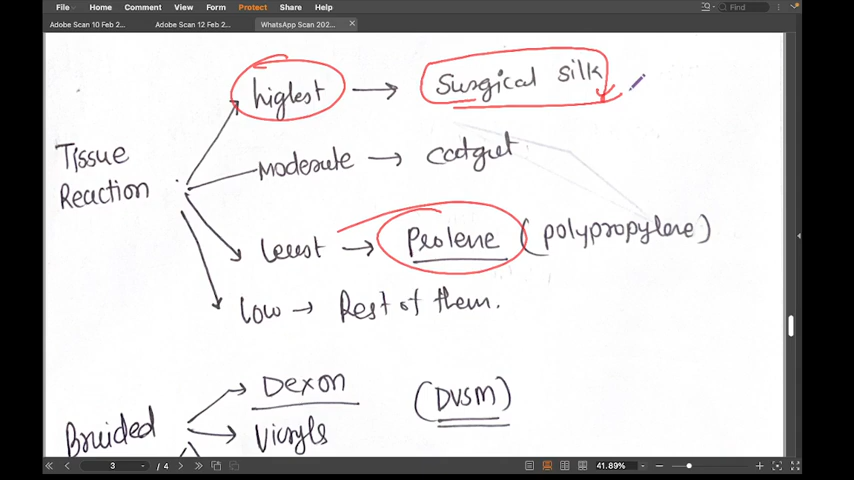 File Home Comment View Form Protect Share Help Find
Adobe Scan 10 Feb 2... Adobe Scan 12 Feb 2... WhatsApp Scan 202... ×
higlest → Surgical silk
Tissue Reaction
Moderate → catgut
least → Prolene (polypropylene)
low → Rest of them.
Braided
Dexon
(DVSM)
Vicryls
3 / 4 41.89%